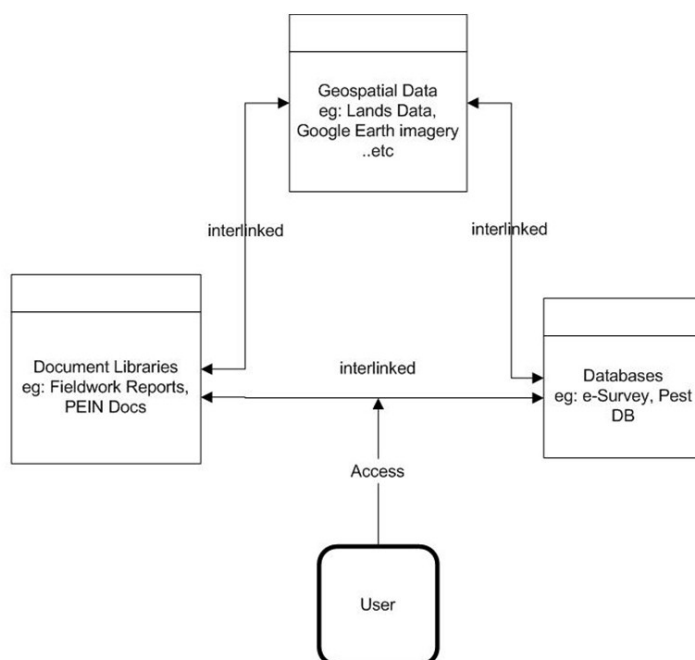 Geospatial Data
eg: Lands Data,
Google Earth imagery
..etc
interlinked
interlinked
Document Libraries
eg: Fieldwork Reports,
PEIN Docs
interlinked
Databases
eg: e-Survey, Pest
DB
Access
User